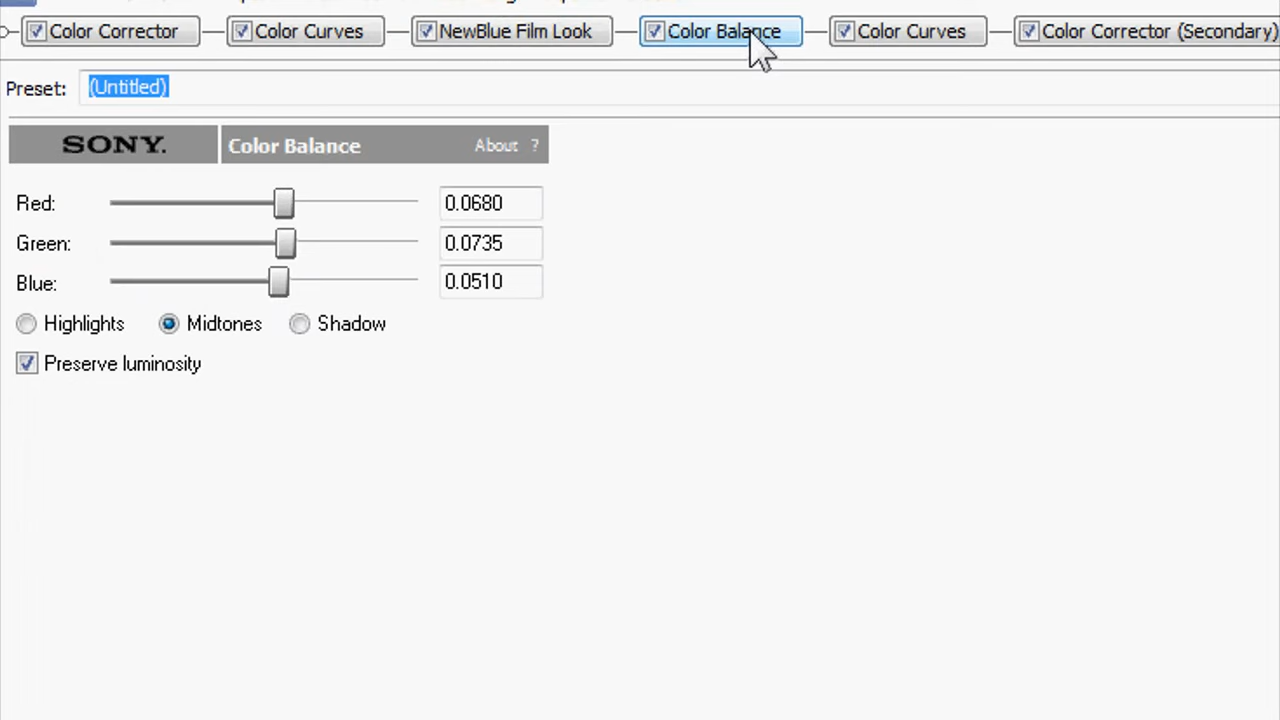 Color Corrector Color Curves NewBlue Film Look Color Balance Color Curves Color Corrector (Secondary)
Preset: (Untitled)
SONY. Color Balance About ?
Red: 0.0680
Green: 0.0735
Blue: 0.0510
Highlights Midtones Shadow
Preserve luminosity